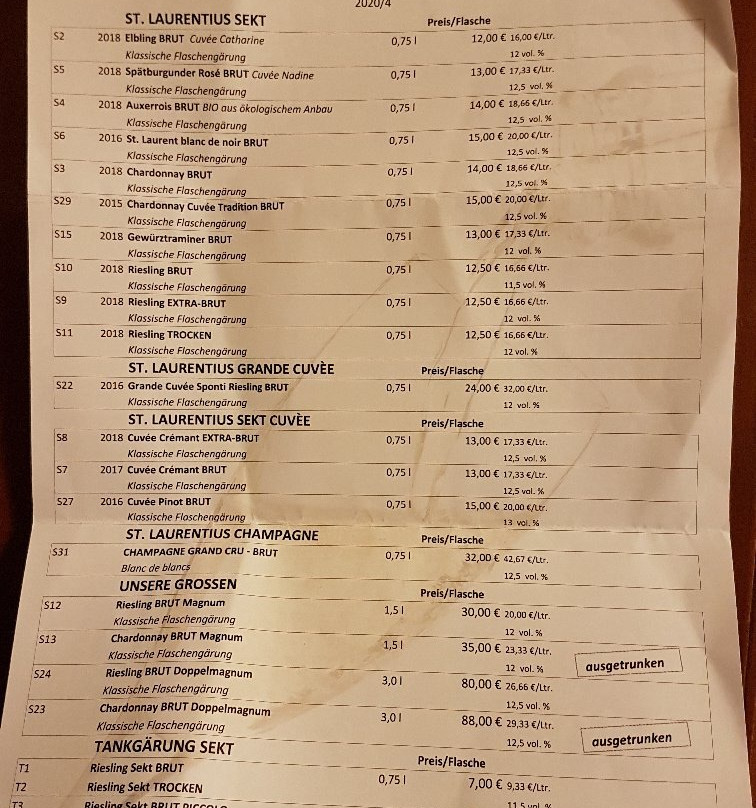 2020/4
ST. LAURENTIUS SEKT Preis/Flasche
S2 2018 Elbling BRUT Cuvée Catharine 0,75 l 12,00 € 16,00 €/Ltr.
Klassische Flaschengärung 12 vol. %
S5 2018 Spätburgunder Rosé BRUT Cuvée Nadine 0,75 l 13,00 € 17,33 €/Ltr.
Klassische Flaschengärung 12,5 vol. %
S4 2018 Auxerrois BRUT BIO aus ökologischem Anbau 0,75 l 14,00 € 18,66 €/Ltr.
Klassische Flaschengärung 12,5 vol. %
S6 2016 St. Laurent blanc de noir BRUT 0,75 l 15,00 € 20,00 €/Ltr.
Klassische Flaschengärung 12,5 vol. %
S3 2018 Chardonnay BRUT 0,75 l 14,00 € 18,66 €/Ltr.
Klassische Flaschengärung 12,5 vol. %
S29 2015 Chardonnay Cuvée Tradition BRUT 0,75 l 15,00 € 20,00 €/Ltr.
Klassische Flaschengärung 12,5 vol. %
S15 2018 Gewürztraminer BRUT 0,75 l 13,00 € 17,33 €/Ltr.
Klassische Flaschengärung 12 vol. %
S10 2018 Riesling BRUT 0,75 l 12,50 € 16,66 €/Ltr.
Klassische Flaschengärung 11,5 vol. %
S9 2018 Riesling EXTRA-BRUT 0,75 l 12,50 € 16,66 €/Ltr.
Klassische Flaschengärung 12 vol. %
S11 2018 Riesling TROCKEN 0,75 l 12,50 € 16,66 €/Ltr.
Klassische Flaschengärung 12 vol. %
ST. LAURENTIUS GRANDE CUVÈE Preis/Flasche
S22 2016 Grande Cuvée Sponti Riesling BRUT 0,75 l 24,00 € 32,00 €/Ltr.
Klassische Flaschengärung 12 vol. %
ST. LAURENTIUS SEKT CUVÈE Preis/Flasche
S8 2018 Cuvée Crémant EXTRA-BRUT 0,75 l 13,00 € 17,33 €/Ltr.
Klassische Flaschengärung 12,5 vol. %
S7 2017 Cuvée Crémant BRUT 0,75 l 13,00 € 17,33 €/Ltr.
Klassische Flaschengärung 12,5 vol. %
S27 2016 Cuvée Pinot BRUT 0,75 l 15,00 € 20,00 €/Ltr.
Klassische Flaschengärung 13 vol. %
ST. LAURENTIUS CHAMPAGNE Preis/Flasche
S31 CHAMPAGNE GRAND CRU - BRUT 0,75 l 32,00 € 42,67 €/Ltr.
Blanc de blancs 12,5 vol. %
UNSERE GROSSEN Preis/Flasche
S12 Riesling BRUT Magnum 1,5 l 30,00 € 20,00 €/Ltr.
Klassische Flaschengärung 12 vol. %
S13 Chardonnay BRUT Magnum 1,5 l 35,00 € 23,33 €/Ltr.
Klassische Flaschengärung 12 vol. % ausgetrunken
S24 Riesling BRUT Doppelmagnum 3,0 l 80,00 € 26,66 €/Ltr.
Klassische Flaschengärung 12,5 vol. %
S23 Chardonnay BRUT Doppelmagnum 3,0 l 88,00 € 29,33 €/Ltr.
Klassische Flaschengärung 12,5 vol. % ausgetrunken
TANKGÄRUNG SEKT Preis/Flasche
T1 Riesling Sekt BRUT
T2 Riesling Sekt TROCKEN 0,75 l 7,00 € 9,33 €/Ltr.
T3 Riesling Sekt BRUT PICCOLO 11,5 vol. %